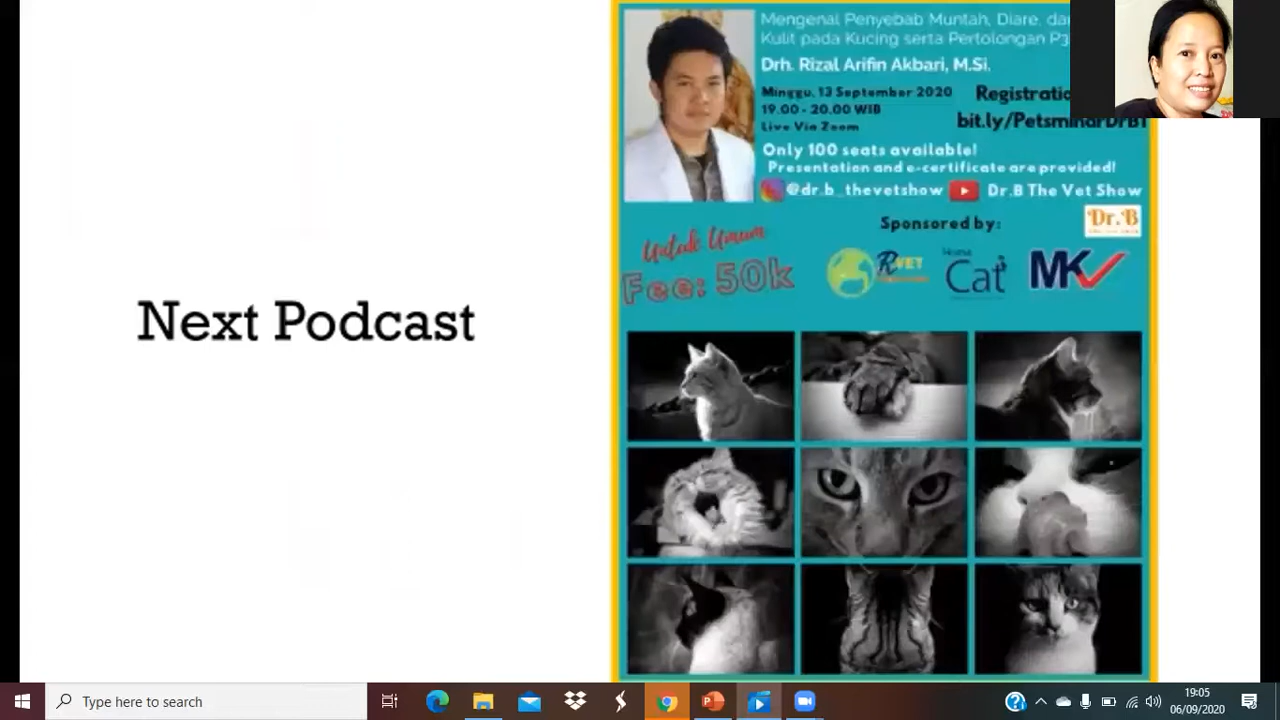 Next Podcast
Mengenal Penyebab Muntah, Diare, da
Kulit pada Kucing serta Pertolongan P3
Drh. Rizal Arifin Akbari, M.Si.
Minggu, 13 September 2020
19.00 - 20.00 WIB
Live Via Zoom
Registratio
bit.ly/PetsminarDrB1
Only 100 seats available!
Presentation and e-certificate are provided!
@dr.b_thevetshow
Dr.B The Vet Show
Sponsored by:
Dr.B
Untuk Umum
Fee: 50k
RVET
Home
Cat
MK
Type here to search
19:05
06/09/2020